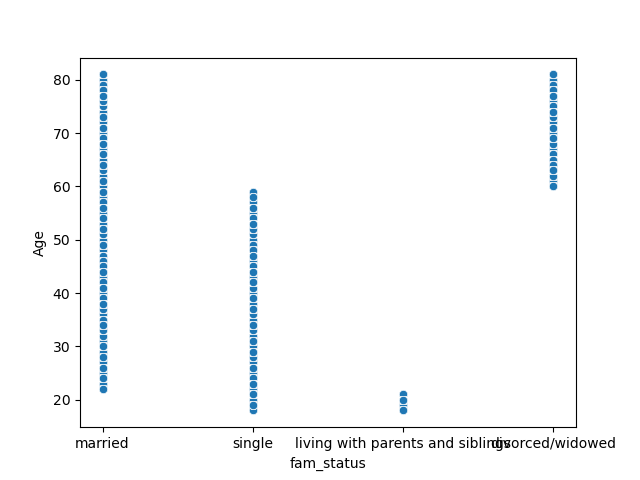 80
70
60
50
40
30
20
Age
married
single
living with parents and siblings
divorced/widowed
fam_status